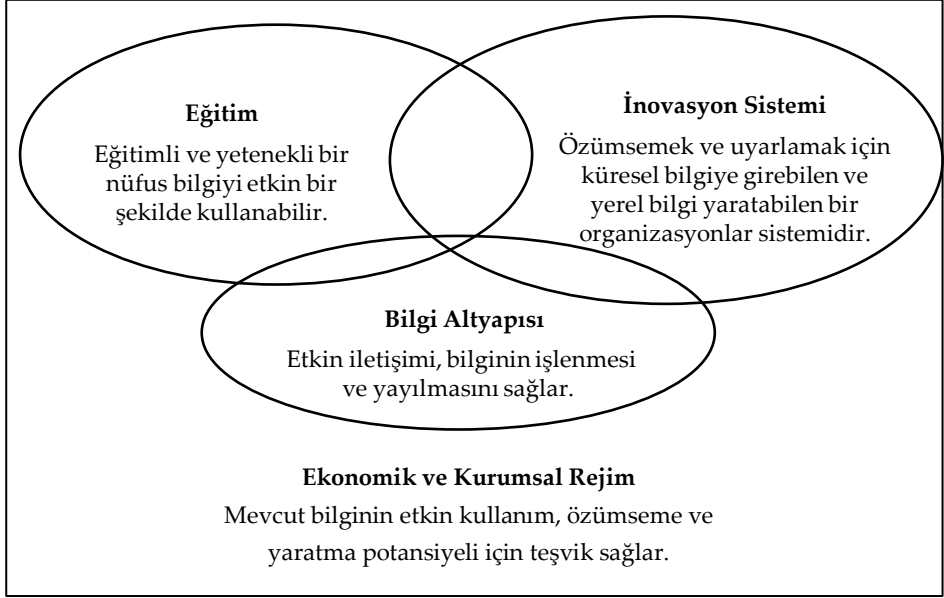 Eğitim
Eğitimli ve yetenekli bir
nüfus bilgiyi etkin bir
şekilde kullanabilir.
İnovasyon Sistemi
Özümsemek ve uyarlamak için
küresel bilgiye girebilen ve
yerel bilgi yaratabilen bir
organizasyonlar sistemidir.
Bilgi Altyapısı
Etkin iletişimi, bilginin işlenmesi
ve yayılmasını sağlar.
Ekonomik ve Kurumsal Rejim
Mevcut bilginin etkin kullanım, özümseme ve
yaratma potansiyeli için teşvik sağlar.